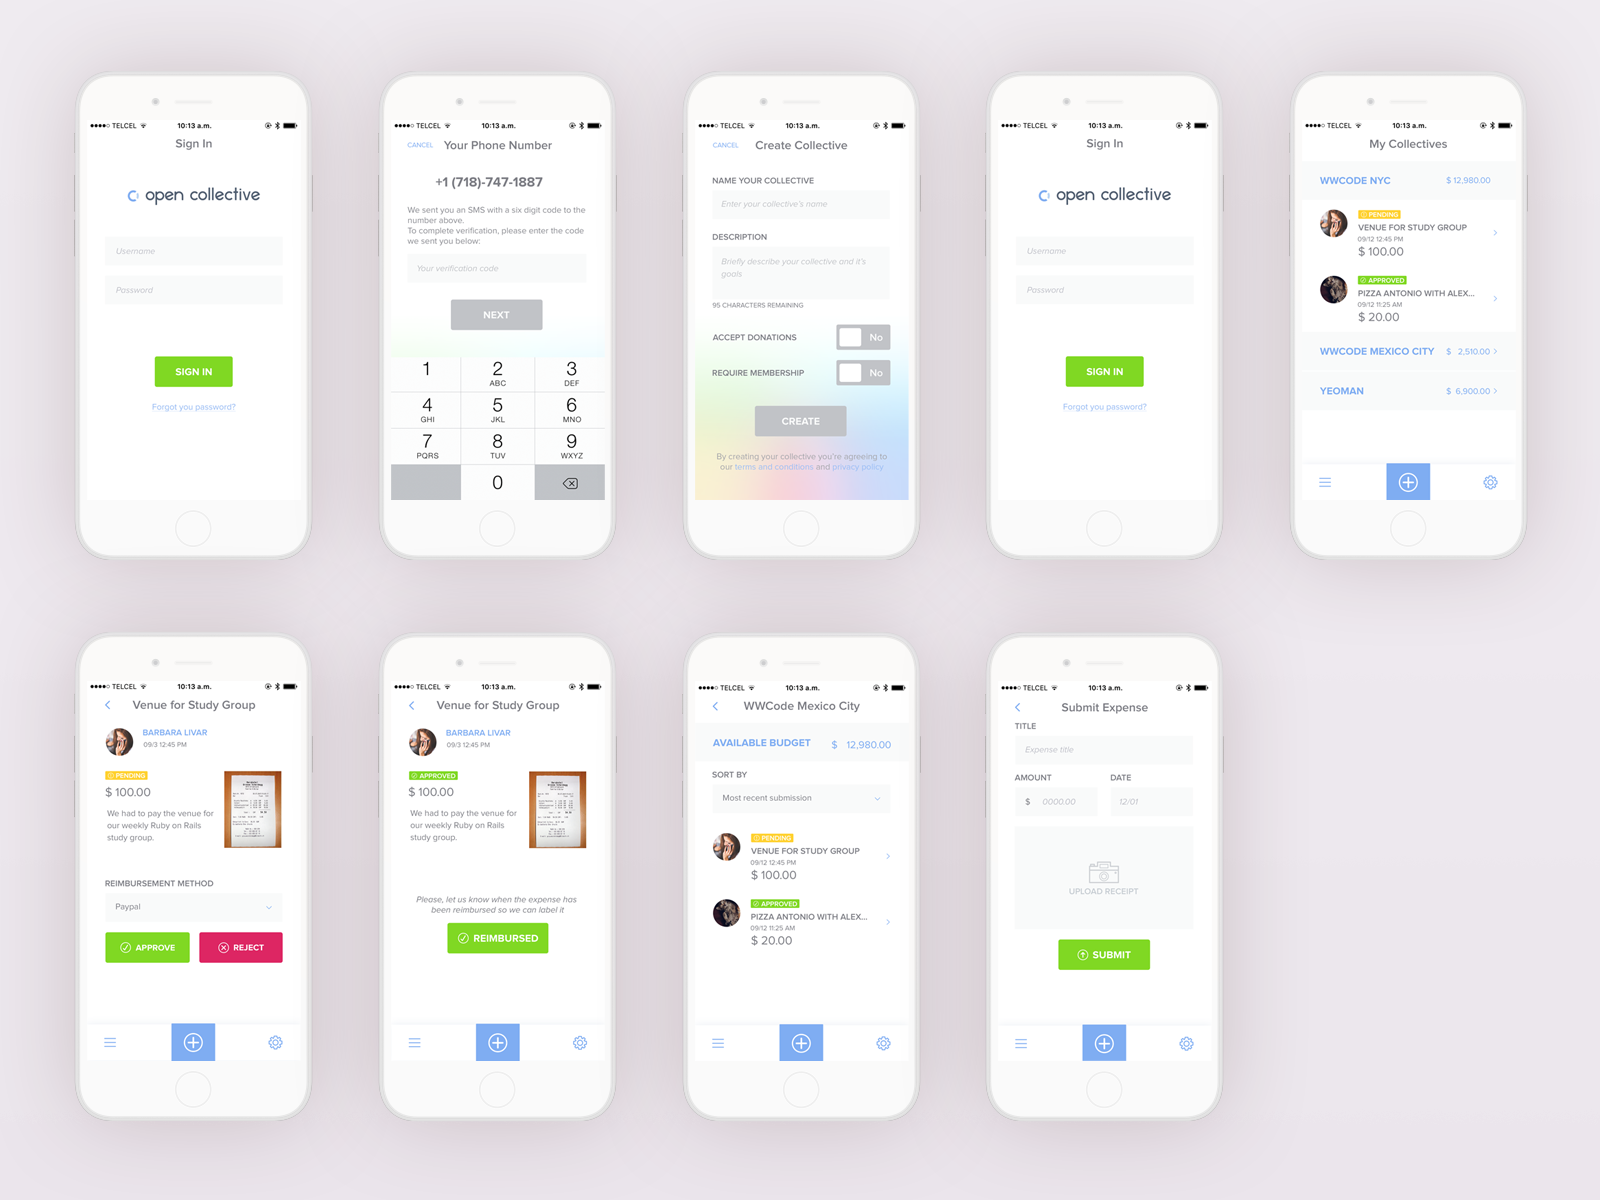 TELCEL 10:13 a.m.
Sign In
open collective
Username
Password
SIGN IN
Forgot you password?
TELCEL 10:13 a.m.
CANCEL Your Phone Number
+1 (718)-747-1887
We sent you an SMS with a six digit code to the
number above.
To complete verification, please enter the code
we sent you below:
Your verification code
NEXT
1 2 3
ABC DEF
4 5 6
GHI JKL MNO
7 8 9
PQRS TUV WXYZ
0
TELCEL 10:13 a.m.
CANCEL Create Collective
NAME YOUR COLLECTIVE
Enter your collective's name
DESCRIPTION
Briefly describe your collective and it's
goals
95 CHARACTERS REMAINING
ACCEPT DONATIONS No
REQUIRE MEMBERSHIP No
CREATE
By creating your collective you're agreeing to
our terms and conditions and privacy policy
TELCEL 10:13 a.m.
Sign In
open collective
Username
Password
SIGN IN
Forgot you password?
TELCEL 10:13 a.m.
My Collectives
WWCODE NYC $ 12,980.00
PENDING
VENUE FOR STUDY GROUP
09/12 12:45 PM
$ 100.00
APPROVED
PIZZA ANTONIO WITH ALEX...
09/12 11:25 AM
$ 20.00
WWCODE MEXICO CITY $ 2,510.00
YEOMAN $ 6,900.00
TELCEL 10:13 a.m.
Venue for Study Group
BARBARA LIVAR
09/3 12:45 PM
PENDING
$ 100.00
We had to pay the venue for
our weekly Ruby on Rails
study group.
REIMBURSEMENT METHOD
Paypal
APPROVE REJECT
TELCEL 10:13 a.m.
Venue for Study Group
BARBARA LIVAR
09/3 12:45 PM
APPROVED
$ 100.00
We had to pay the venue for
our weekly Ruby on Rails
study group.
Please, let us know when the expense has
been reimbursed so we can label it
REIMBURSED
TELCEL 10:13 a.m.
WWCode Mexico City
AVAILABLE BUDGET $ 12,980.00
SORT BY
Most recent submission
PENDING
VENUE FOR STUDY GROUP
09/12 12:45 PM
$ 100.00
APPROVED
PIZZA ANTONIO WITH ALEX...
09/12 11:25 AM
$ 20.00
TELCEL 10:13 a.m.
Submit Expense
TITLE
Expense title
AMOUNT DATE
$ 0000.00 12/01
UPLOAD RECEIPT
SUBMIT